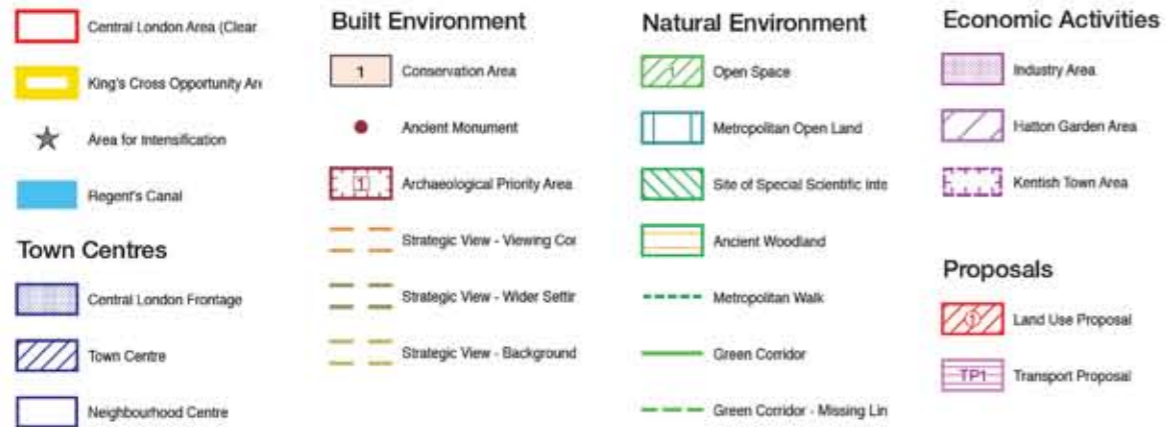 Central London Area (Clear
King's Cross Opportunity Are
Area for Intensification
Regent's Canal
Town Centres
Central London Frontage
Town Centre
Neighbourhood Centre
Built Environment
1
Conservation Area
Ancient Monument
1
Archaeological Priority Area
Strategic View - Viewing Cor
Strategic View - Wider Settin
Strategic View - Background
Natural Environment
1
Open Space
Metropolitan Open Land
Site of Special Scientific Inte
Ancient Woodland
Metropolitan Walk
Green Corridor
Green Corridor - Missing Lin
Economic Activities
Industry Area
Hatton Garden Area
Kentish Town Area
Proposals
1
Land Use Proposal
TP1
Transport Proposal